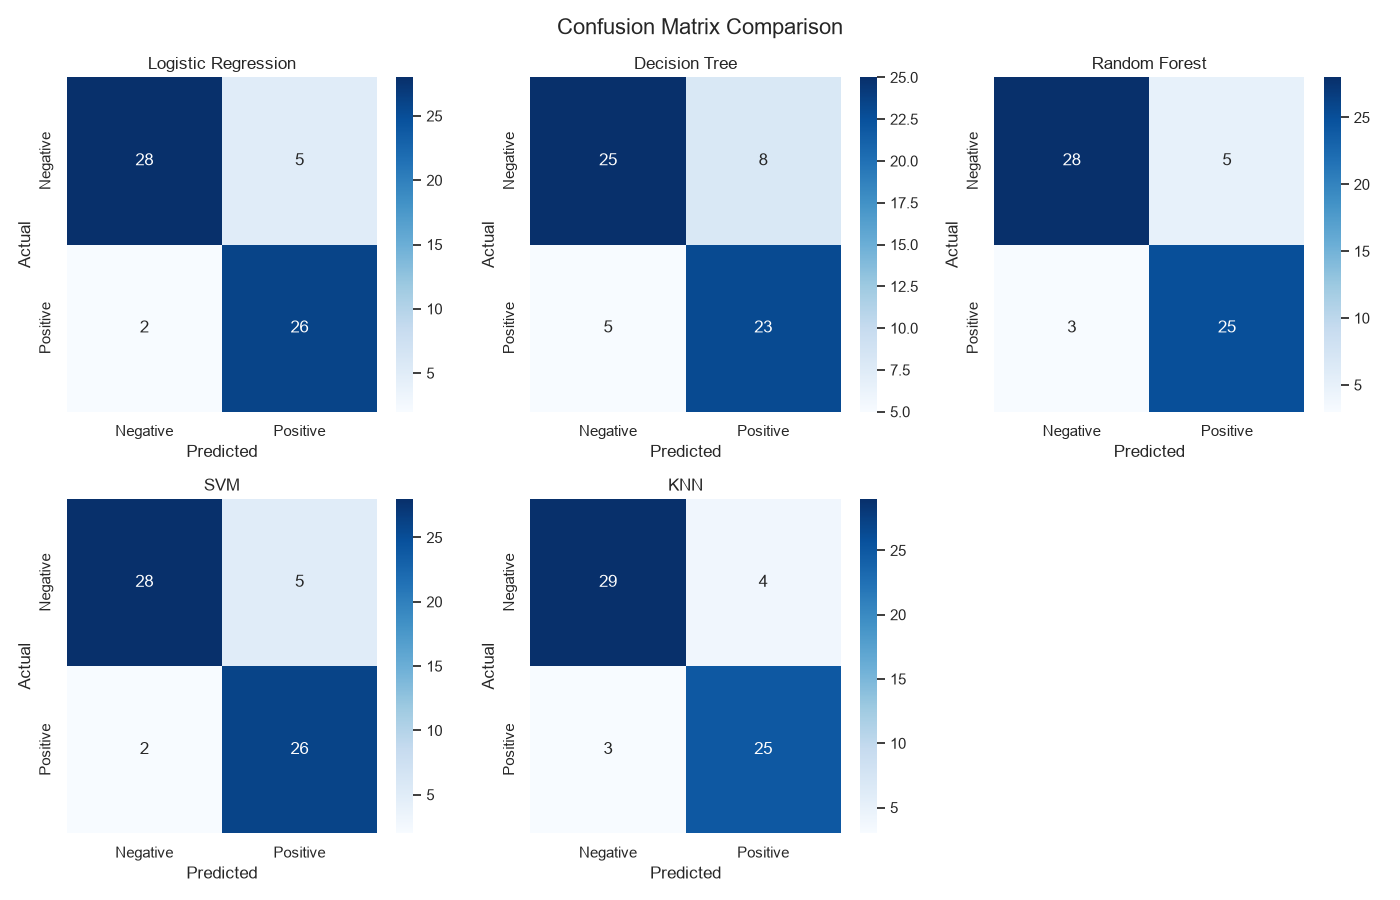 Confusion Matrix Comparison
Logistic Regression
Negative
Positive
Actual
28
5
2
26
Negative
Positive
Predicted
25
20
15
10
5
Decision Tree
Negative
Positive
Actual
25
8
5
23
Negative
Positive
Predicted
25.0
22.5
20.0
17.5
15.0
12.5
10.0
7.5
5.0
Random Forest
Negative
Positive
Actual
28
5
3
25
Negative
Positive
Predicted
25
20
15
10
5
SVM
Negative
Positive
Actual
28
5
2
26
Negative
Positive
Predicted
25
20
15
10
5
KNN
Negative
Positive
Actual
29
4
3
25
Negative
Positive
Predicted
25
20
15
10
5